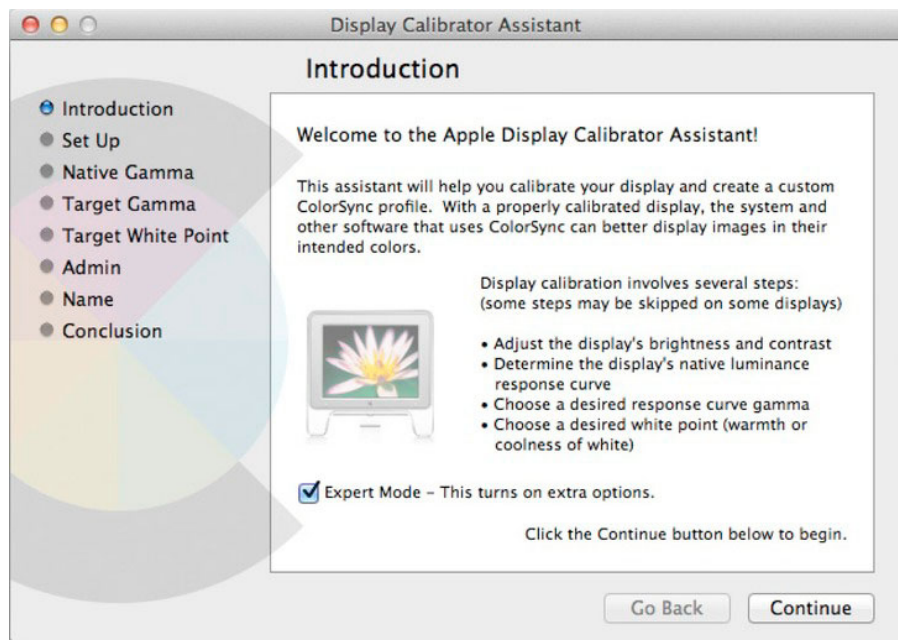 Display Calibrator Assistant
Introduction
Introduction
Set Up
Native Gamma
Target Gamma
Target White Point
Admin
Name
Conclusion
Welcome to the Apple Display Calibrator Assistant!
This assistant will help you calibrate your display and create a custom
ColorSync profile.  With a properly calibrated display, the system and
other software that uses ColorSync can better display images in their
intended colors.
Display calibration involves several steps:
(some steps may be skipped on some displays)
• Adjust the display's brightness and contrast
• Determine the display's native luminance
response curve
• Choose a desired response curve gamma
• Choose a desired white point (warmth or
coolness of white)
Expert Mode – This turns on extra options.
Click the Continue button below to begin.
Go Back
Continue